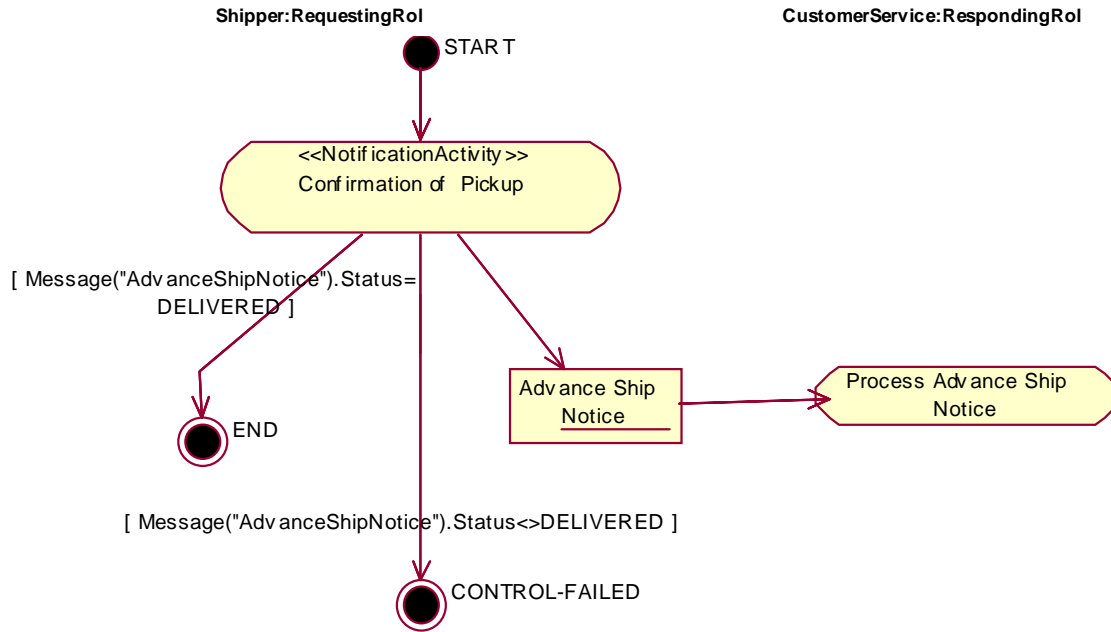 Shipper:RequestingRol
CustomerService:RespondingRol
START
<<NotificationActivity>>
Confirmation of Pickup
[ Message("AdvanceShipNotice").Status=
DELIVERED ]
Advance Ship
Notice
Process Advance Ship
Notice
END
[ Message("AdvanceShipNotice").Status<>DELIVERED ]
CONTROL-FAILED